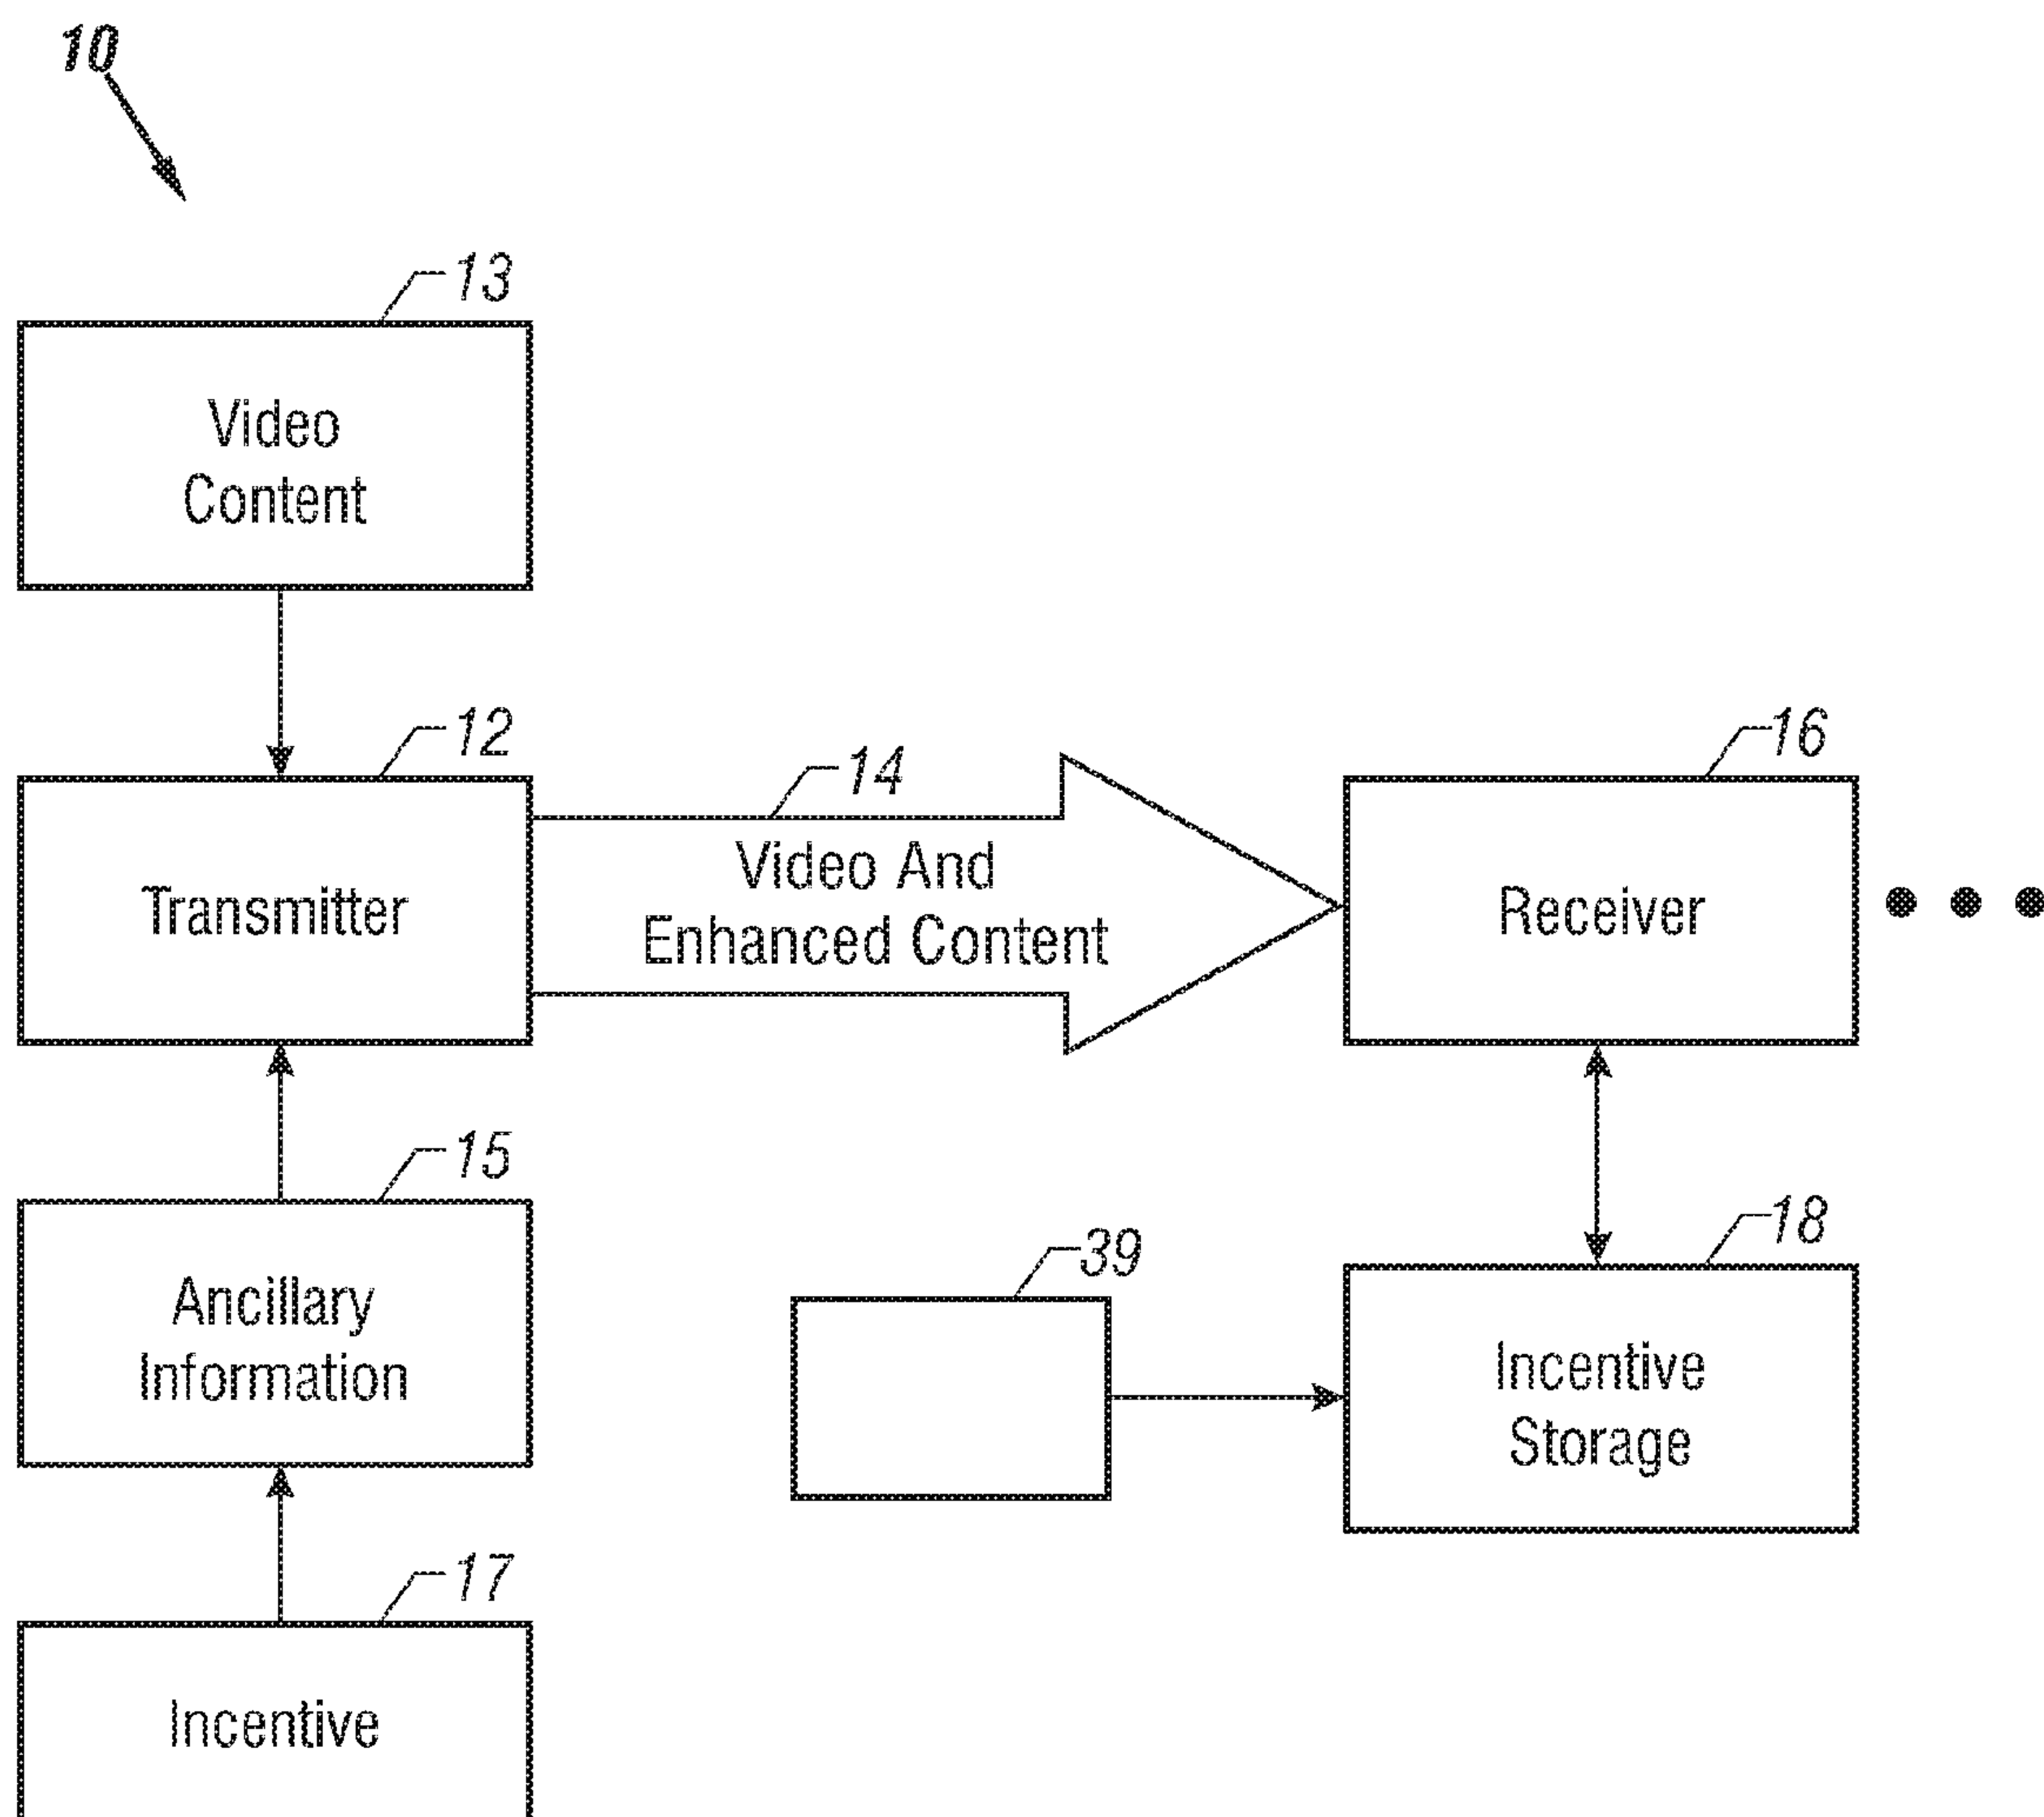 10
13
Video
Content
12
Transmitter
14
Video And
Enhanced Content
16
Receiver
15
Ancillary
Information
39
18
Incentive
Storage
17
Incentive